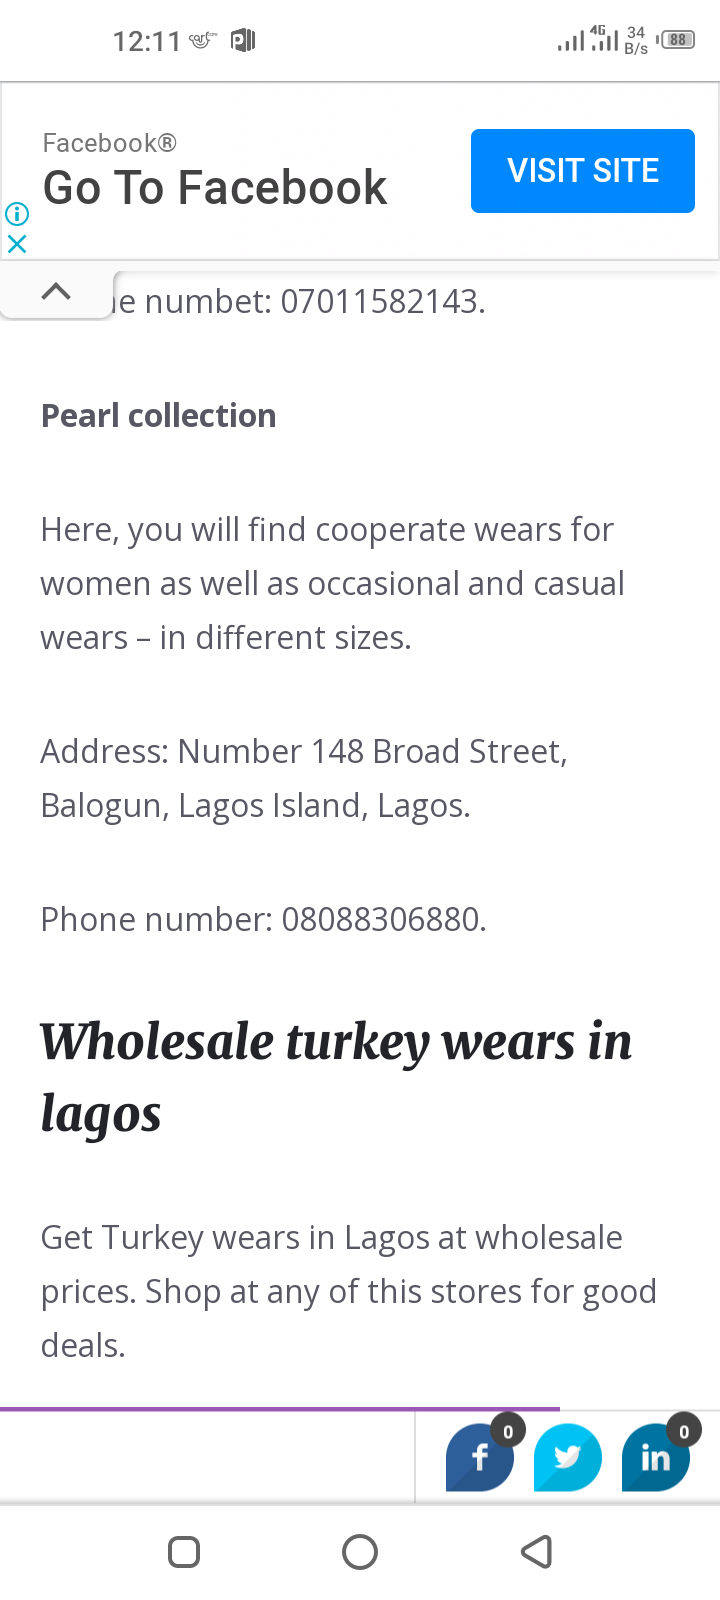 12:11
4G 34 B/s 88
Facebook®
Go To Facebook
VISIT SITE
numbet: 07011582143.
Pearl collection
Here, you will find cooperate wears for
women as well as occasional and casual
wears – in different sizes.
Address: Number 148 Broad Street,
Balogun, Lagos Island, Lagos.
Phone number: 08088306880.
Wholesale turkey wears in
lagos
Get Turkey wears in Lagos at wholesale
prices. Shop at any of this stores for good
deals.
0 0
f in